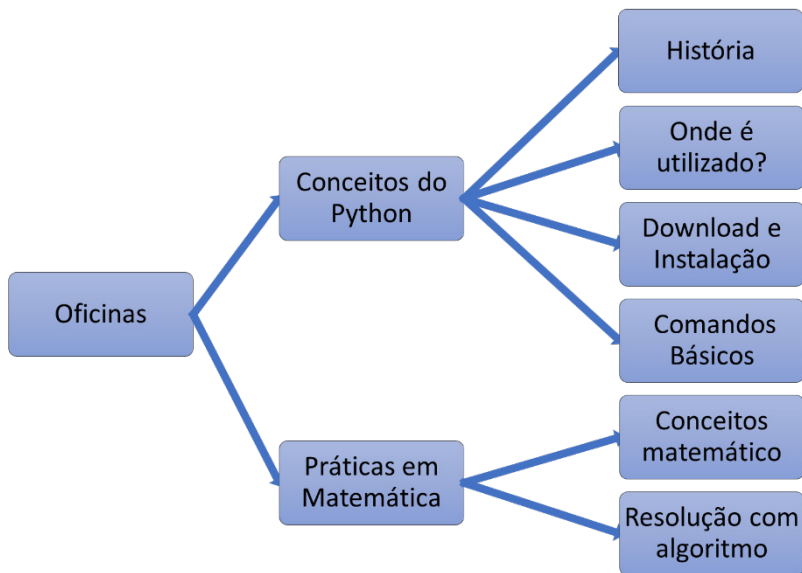 Oficinas
Conceitos do
Python
História
Onde é
utilizado?
Download e
Instalação
Comandos
Básicos
Práticas em
Matemática
Conceitos
matemático
Resolução com
algoritmo